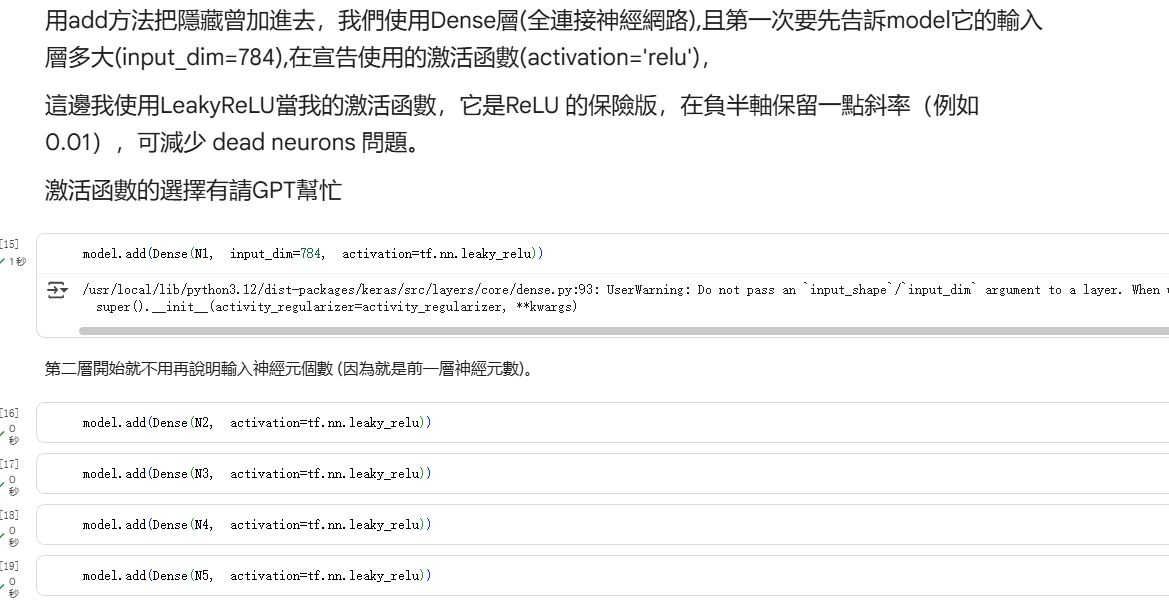 用add方法把隱藏曾加進去，我們使用Dense層(全連接神經網路),且第一次要先告訴model它的輸入
層多大(input_dim=784),在宣告使用的激活函數(activation='relu'),
這邊我使用LeakyReLU當我的激活函數，它是ReLU 的保險版，在負半軸保留一點斜率（例如
0.01），可減少 dead neurons 問題。
激活函數的選擇有請GPT幫忙
[15]
1秒
model.add(Dense(N1, input_dim=784, activation=tf.nn.leaky_relu))
/usr/local/lib/python3.12/dist-packages/keras/src/layers/core/dense.py:93: UserWarning: Do not pass an `input_shape`/`input_dim` argument to a layer. When
super().__init__(activity_regularizer=activity_regularizer, **kwargs)
第二層開始就不用再說明輸入神經元個數 (因為就是前一層神經元數)。
[16]
0
秒
model.add(Dense(N2, activation=tf.nn.leaky_relu))
[17]
0
秒
model.add(Dense(N3, activation=tf.nn.leaky_relu))
[18]
0
秒
model.add(Dense(N4, activation=tf.nn.leaky_relu))
[19]
0
秒
model.add(Dense(N5, activation=tf.nn.leaky_relu))